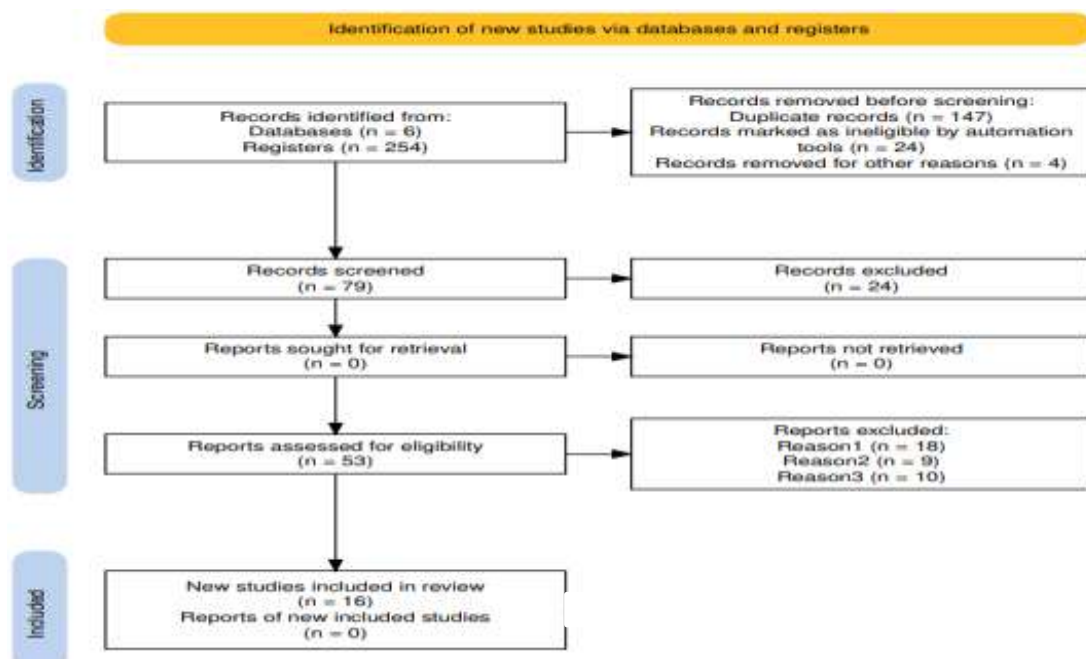 Identification of new studies via databases and registers
Identification
Records identified from:
Databases (n = 6)
Registers (n = 254)
Records removed before screening:
Duplicate records (n = 147)
Records marked as ineligible by automation
tools (n = 24)
Records removed for other reasons (n = 4)
Screening
Records screened
(n = 79)
Records excluded
(n = 24)
Reports sought for retrieval
(n = 0)
Reports not retrieved
(n = 0)
Reports assessed for eligibility
(n = 53)
Reports excluded:
Reason1 (n = 18)
Reason2 (n = 9)
Reason3 (n = 10)
Included
New studies included in review
(n = 16)
Reports of new included studies
(n = 0)